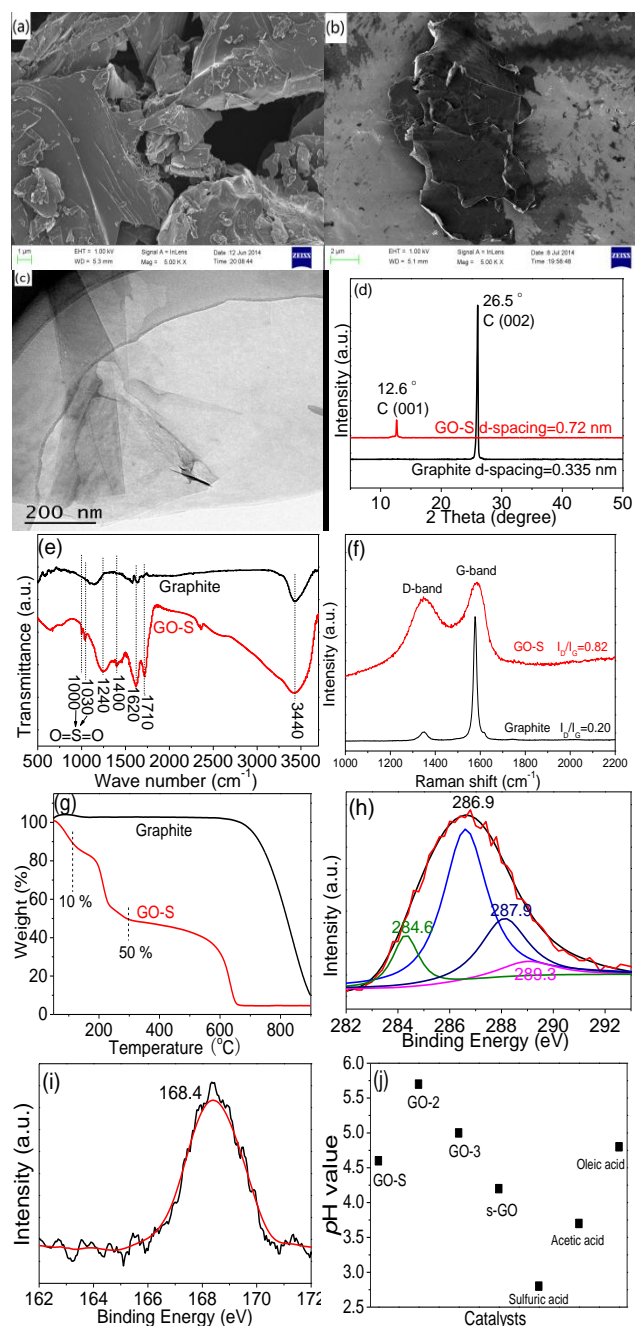 (a)
1 µm EHT = 1.00 kV Signal A = InLens Date :12 Jun 2014 ZEISS
WD = 5.3 mm Mag = 5.00 K X Time :20:08:44
(b)
2 µm EHT = 1.00 kV Signal A = InLens Date :8 Jul 2014 ZEISS
WD = 5.1 mm Mag = 5.00 K X Time :19:58:48
(c)
200 nm
(d)
26.5 °
C (002)
12.6 °
C (001)
GO-S d-spacing=0.72 nm
Graphite d-spacing=0.335 nm
Intensity (a.u.)
10 20 30 40 50
2 Theta (degree)
(e)
Graphite
GO-S
1000
1030
1240
1400
1620
1710
3440
O=S=O
Transmittance (a.u.)
500 1000 1500 2000 2500 3000 3500
Wave number (cm⁻¹)
(f)
G-band
D-band
GO-S I_D/I_G=0.82
Graphite I_D/I_G=0.20
Intensity (a.u.)
1000 1200 1400 1600 1800 2000 2200
Raman shift (cm⁻¹)
(g)
Graphite
GO-S
10 %
50 %
Weight (%)
100
80
60
40
20
0
200 400 600 800
Temperature (°C)
(h)
286.9
287.9
284.6
289.3
Intensity (a.u.)
282 284 286 288 290 292
Binding Energy (eV)
(i)
168.4
Intensity (a.u.)
162 164 166 168 170 172
Binding Energy (eV)
(j)
GO-2
GO-3
GO-S
s-GO
Oleic acid
Acetic acid
Sulfuric acid
pH value
6.0
5.5
5.0
4.5
4.0
3.5
3.0
2.5
Catalysts